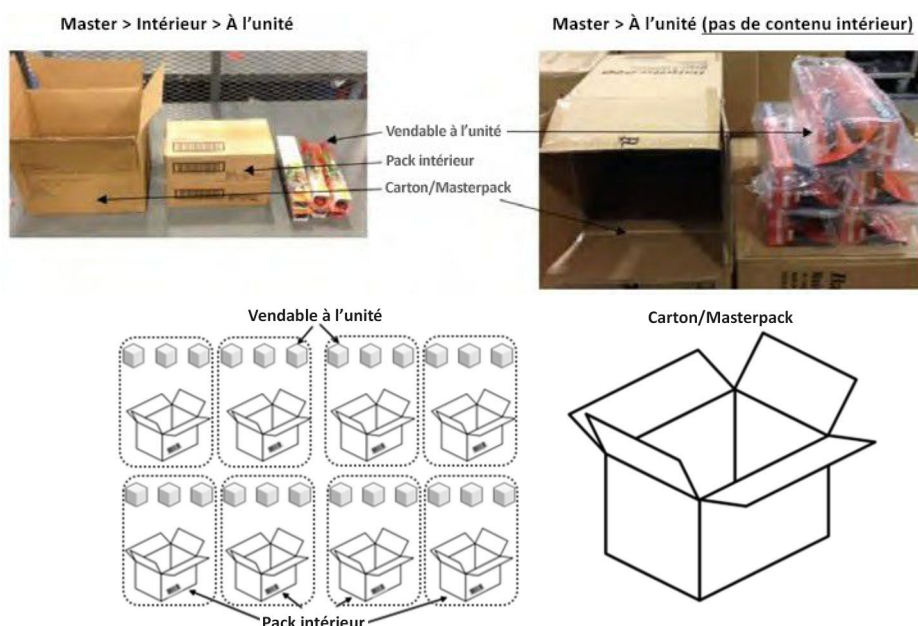 Master > Intérieur > À l’unité
Master > À l’unité (pas de contenu intérieur)
Vendable à l’unité
Pack intérieur
Carton/Masterpack
Vendable à l’unité
Carton/Masterpack
Pack intérieur